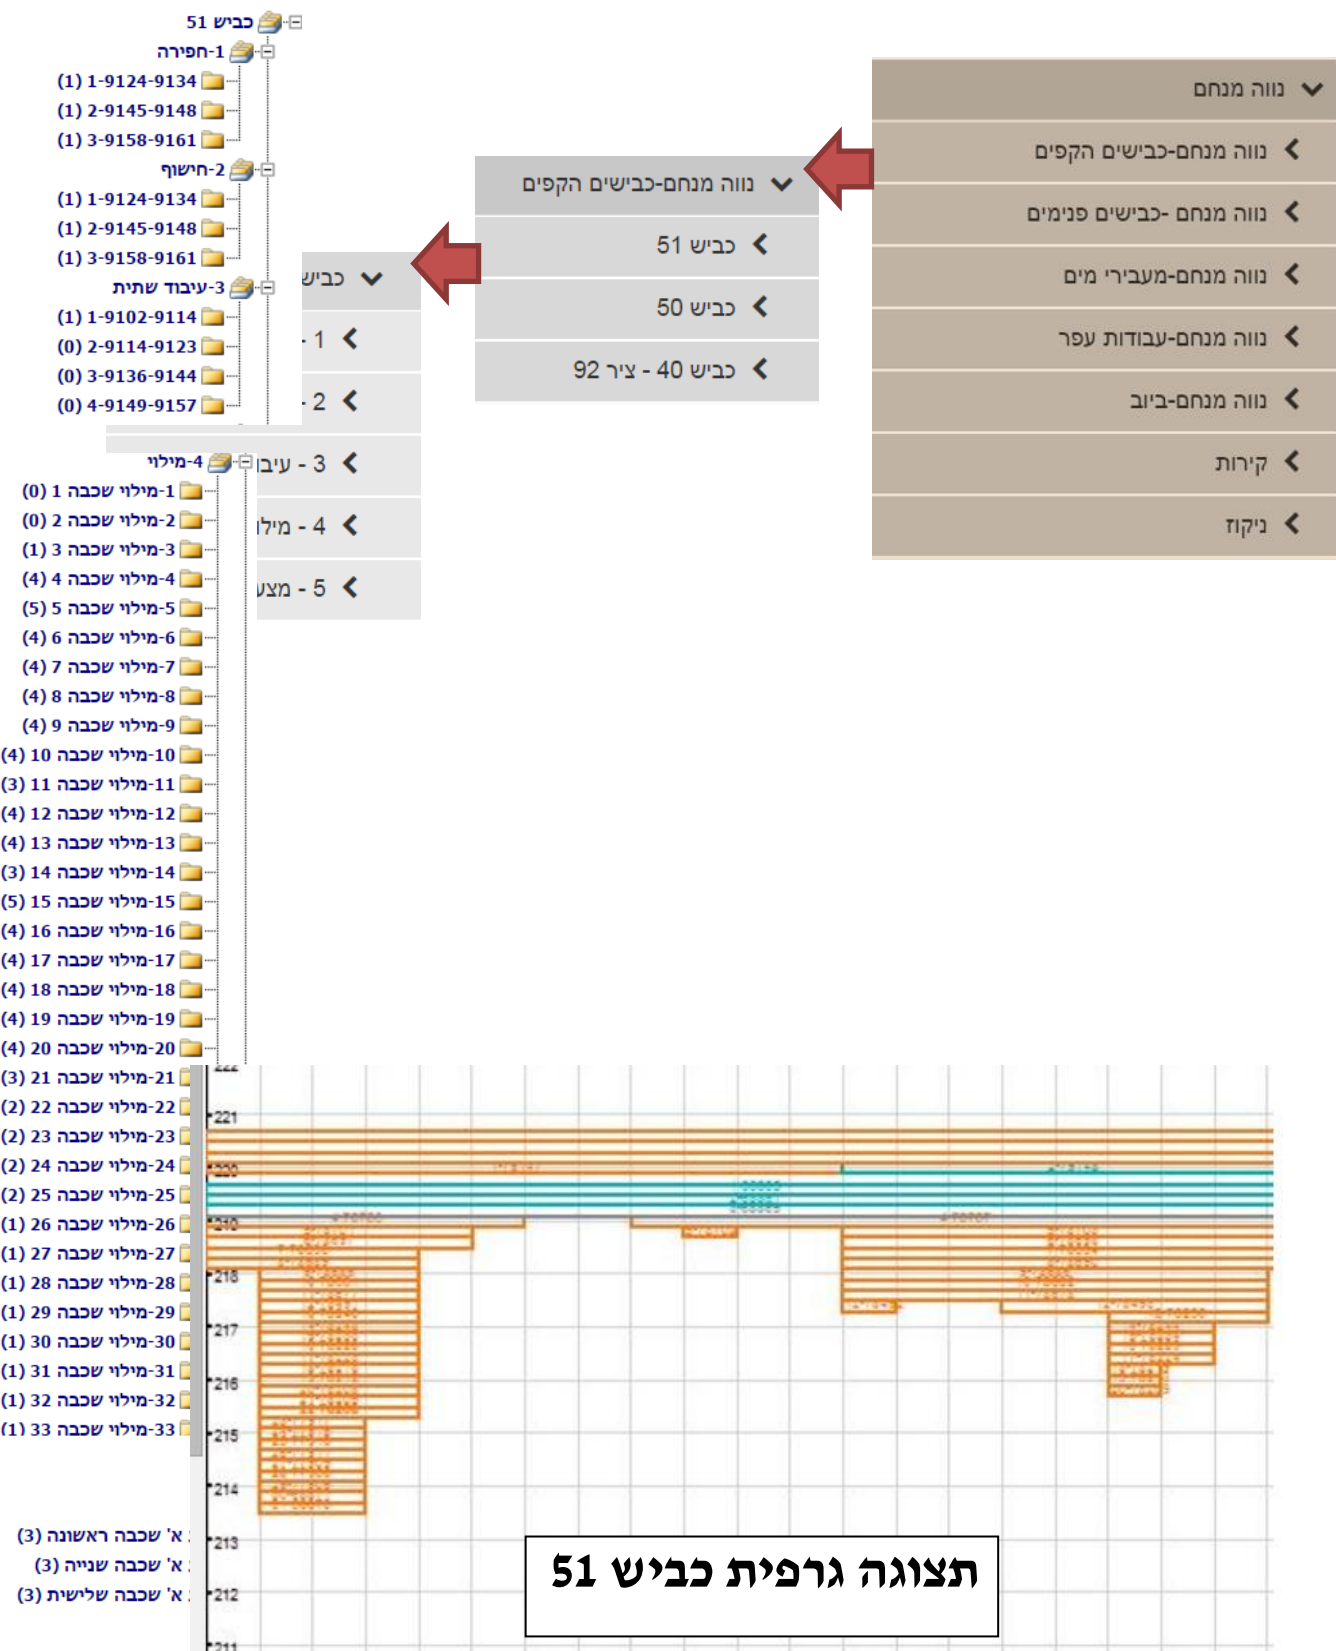 נווה מנחם
נווה מנחם-כבישים הקפים
נווה מנחם -כבישים פנימים
נווה מנחם-מעבירי מים
נווה מנחם-עבודות עפר
נווה מנחם-ביוב
קירות
ניקוז
נווה מנחם-כבישים הקפים
כביש 51
כביש 50
כביש 40 - ציר 92
כביש
1 -
2 -
3 - עיבו
4 - מילו
5 - מצע
כביש 51
1-חפירה
1-9124-9134 (1)
2-9145-9148 (1)
3-9158-9161 (1)
2-חישוף
1-9124-9134 (1)
2-9145-9148 (1)
3-9158-9161 (1)
3-עיבוד שתית
1-9102-9114 (1)
2-9114-9123 (0)
3-9136-9144 (0)
4-9149-9157 (0)
4-מילוי
1-מילוי שכבה 1 (0)
2-מילוי שכבה 2 (0)
3-מילוי שכבה 3 (1)
4-מילוי שכבה 4 (4)
5-מילוי שכבה 5 (5)
6-מילוי שכבה 6 (4)
7-מילוי שכבה 7 (4)
8-מילוי שכבה 8 (4)
9-מילוי שכבה 9 (4)
10-מילוי שכבה 10 (4)
11-מילוי שכבה 11 (3)
12-מילוי שכבה 12 (4)
13-מילוי שכבה 13 (4)
14-מילוי שכבה 14 (3)
15-מילוי שכבה 15 (5)
16-מילוי שכבה 16 (4)
17-מילוי שכבה 17 (4)
18-מילוי שכבה 18 (4)
19-מילוי שכבה 19 (4)
20-מילוי שכבה 20 (4)
21-מילוי שכבה 21 (3)
22-מילוי שכבה 22 (2)
23-מילוי שכבה 23 (2)
24-מילוי שכבה 24 (2)
25-מילוי שכבה 25 (2)
26-מילוי שכבה 26 (1)
27-מילוי שכבה 27 (1)
28-מילוי שכבה 28 (1)
29-מילוי שכבה 29 (1)
30-מילוי שכבה 30 (1)
31-מילוי שכבה 31 (1)
32-מילוי שכבה 32 (1)
33-מילוי שכבה 33 (1)
א' שכבה ראשונה (3)
א' שכבה שנייה (3)
א' שכבה שלישית (3)
222
221
220
219
218
217
216
215
214
213
212
211
תצוגה גרפית כביש 51